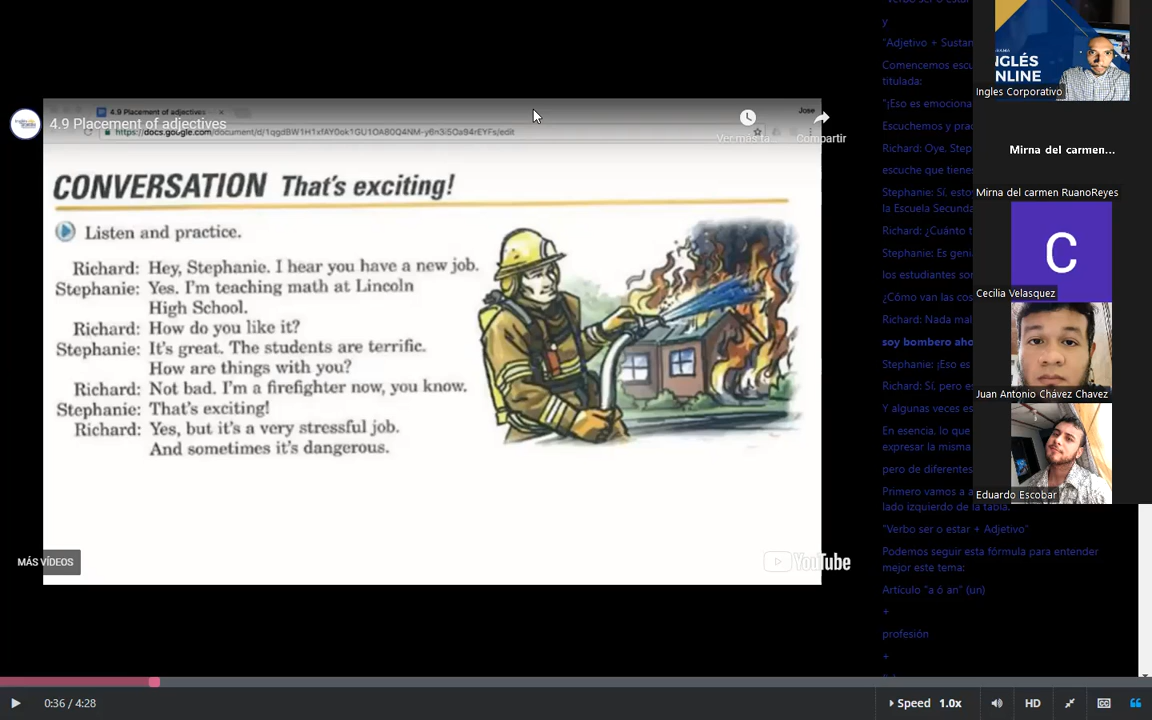 4.9 Placement of adjectives
4.9 Placement of adjectives
Jose
CONVERSATION That's exciting!
Listen and practice.
Richard: Hey, Stephanie. I hear you have a new job.
Stephanie: Yes. I'm teaching math at Lincoln
High School.
Richard: How do you like it?
Stephanie: It's great. The students are terrific.
How are things with you?
Richard: Not bad. I'm a firefighter now, you know.
Stephanie: That's exciting!
Richard: Yes, but it's a very stressful job.
And sometimes it's dangerous.
Compartir
MÁS VÍDEOS
YouTube
"Verbo ser o estar +
y
"Adjetivo + Sustan
Comencemos escu
titulada:
"¡Eso es emociona
Escuchemos y prac
Richard: Oye, Step
escuche que tienes
Stephanie: Sí, esto
la Escuela Secunda
Richard: ¿Cuánto t
Stephanie: Es geni
los estudiantes son
¿Cómo van las cos
Richard: Nada mal
soy bombero aho
Stephanie: ¡Eso es
Richard: Sí, pero e
Y algunas veces es
En esencia, lo que
expresar la misma
pero de diferentes
Primero vamos a a
lado izquierdo de la tabla.
"Verbo ser o estar + Adjetivo"
Podemos seguir esta fórmula para entender
mejor este tema:
Artículo "a ó an" (un)
+
profesión
+
INGLÉS
ONLINE
Ingles Corporativo
Mirna del carmen...
Mirna del carmen RuanoReyes
C
Cecilia Velasquez
Juan Antonio Chávez Chavez
Eduardo Escobar
0:36 / 4:28
Speed 1.0x
HD